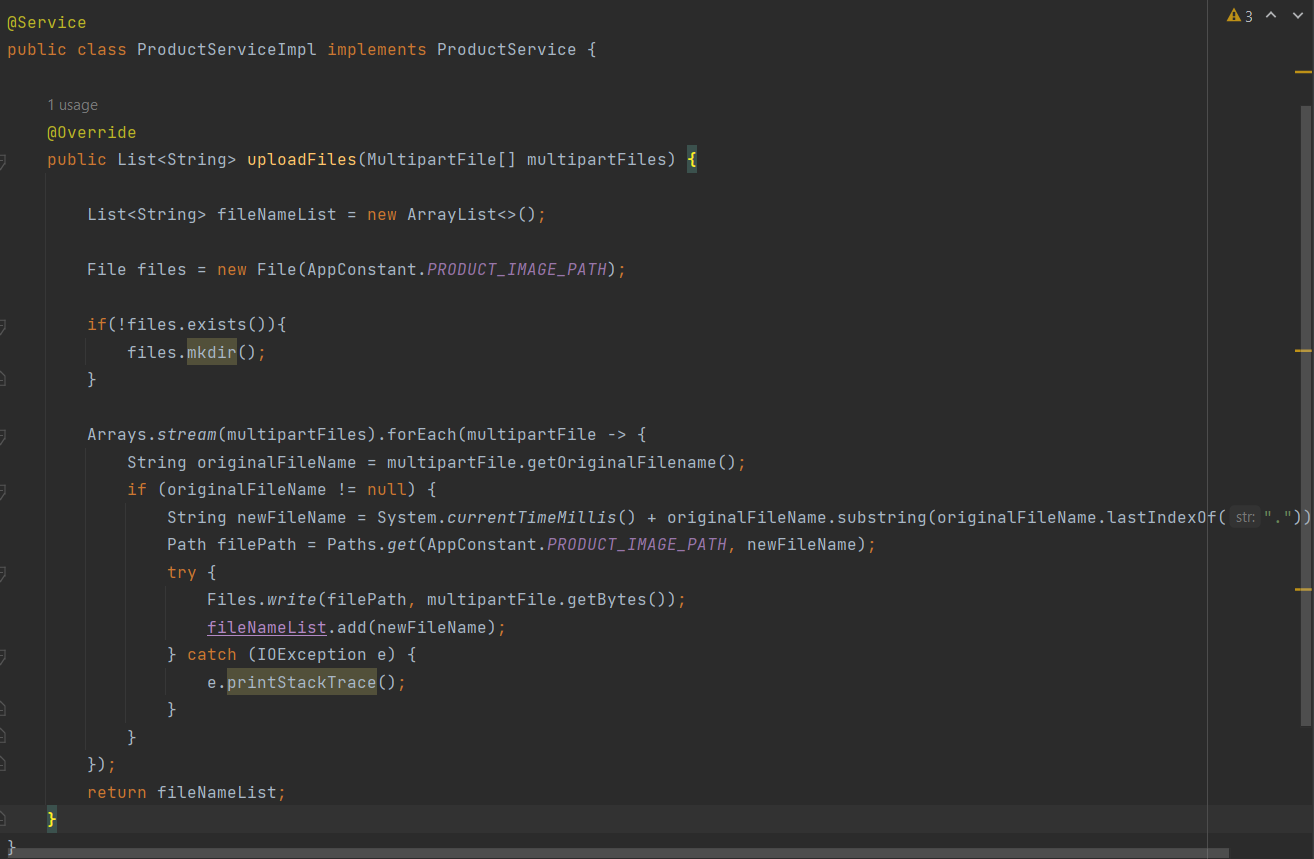 @Service
3
public class ProductServiceImpl implements ProductService {
1 usage
@Override
public List<String> uploadFiles(MultipartFile[] multipartFiles) {
List<String> fileNameList = new ArrayList<>();
File files = new File(AppConstant.PRODUCT_IMAGE_PATH);
if(!files.exists()){
files.mkdir();
}
Arrays.stream(multipartFiles).forEach(multipartFile -> {
String originalFileName = multipartFile.getOriginalFilename();
if (originalFileName != null) {
String newFileName = System.currentTimeMillis() + originalFileName.substring(originalFileName.lastIndexOf( str: "."))
Path filePath = Paths.get(AppConstant.PRODUCT_IMAGE_PATH, newFileName);
try {
Files.write(filePath, multipartFile.getBytes());
fileNameList.add(newFileName);
} catch (IOException e) {
e.printStackTrace();
}
}
});
return fileNameList;
}
}